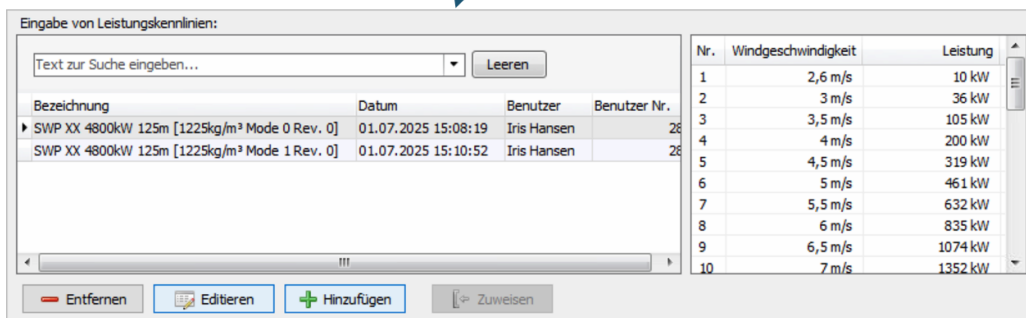 Eingabe von Leistungskennlinien:
Text zur Suche eingeben...
Leeren
Bezeichnung Datum Benutzer Benutzer Nr.
SWP XX 4800kW 125m [1225kg/m³ Mode 0 Rev. 0] 01.07.2025 15:08:19 Iris Hansen 28
SWP XX 4800kW 125m [1225kg/m³ Mode 1 Rev. 0] 01.07.2025 15:10:52 Iris Hansen 28
Nr. Windgeschwindigkeit Leistung
1 2,6 m/s 10 kW
2 3 m/s 36 kW
3 3,5 m/s 105 kW
4 4 m/s 200 kW
5 4,5 m/s 319 kW
6 5 m/s 461 kW
7 5,5 m/s 632 kW
8 6 m/s 835 kW
9 6,5 m/s 1074 kW
10 7 m/s 1352 kW
Entfernen Editieren Hinzufügen Zuweisen